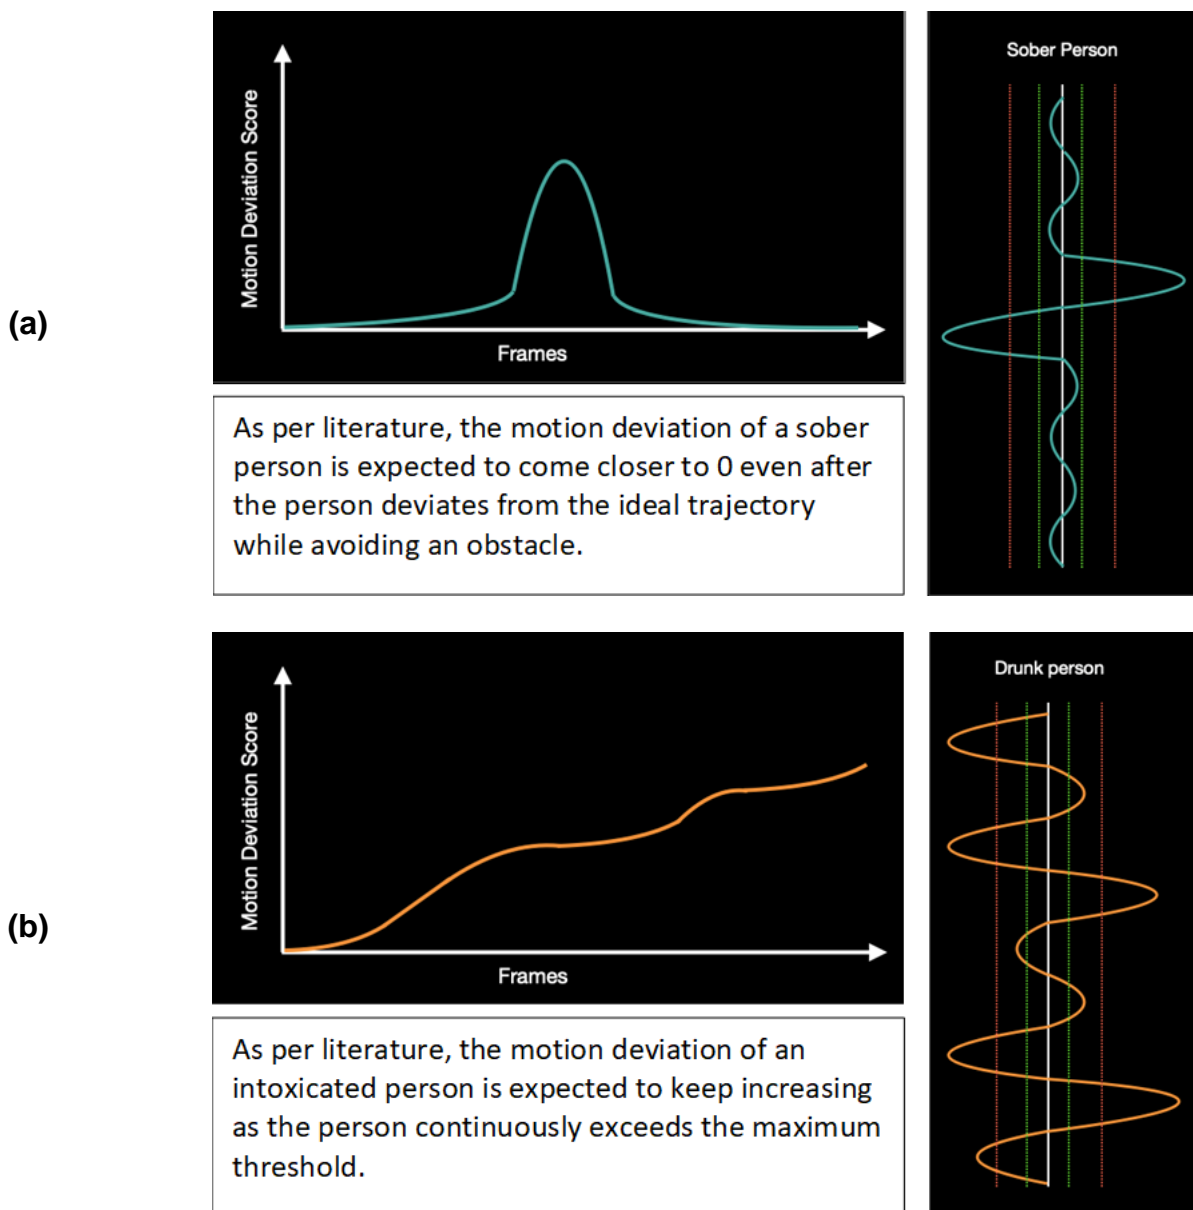 (a)
Motion Deviation Score
Frames
Sober Person
As per literature, the motion deviation of a sober
person is expected to come closer to 0 even after
the person deviates from the ideal trajectory
while avoiding an obstacle.
(b)
Motion Deviation Score
Frames
Drunk person
As per literature, the motion deviation of an
intoxicated person is expected to keep increasing
as the person continuously exceeds the maximum
threshold.